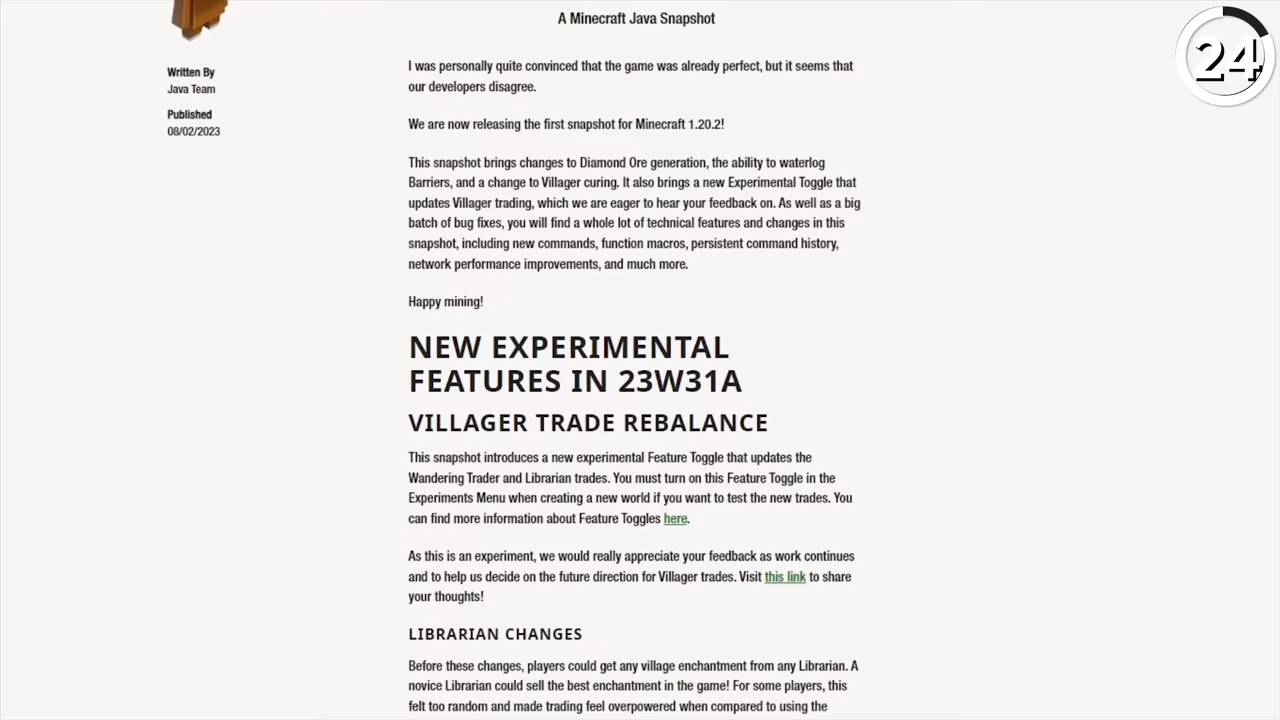 A Minecraft Java Snapshot
24
Written By
Java Team
Published
08/02/2023
I was personally quite convinced that the game was already perfect, but it seems that
our developers disagree.
We are now releasing the first snapshot for Minecraft 1.20.2!
This snapshot brings changes to Diamond Ore generation, the ability to waterlog
Barriers, and a change to Villager curing. It also brings a new Experimental Toggle that
updates Villager trading, which we are eager to hear your feedback on. As well as a big
batch of bug fixes, you will find a whole lot of technical features and changes in this
snapshot, including new commands, function macros, persistent command history,
network performance improvements, and much more.
Happy mining!
NEW EXPERIMENTAL
FEATURES IN 23W31A
VILLAGER TRADE REBALANCE
This snapshot introduces a new experimental Feature Toggle that updates the
Wandering Trader and Librarian trades. You must turn on this Feature Toggle in the
Experiments Menu when creating a new world if you want to test the new trades. You
can find more information about Feature Toggles here.
As this is an experiment, we would really appreciate your feedback as work continues
and to help us decide on the future direction for Villager trades. Visit this link to share
your thoughts!
LIBRARIAN CHANGES
Before these changes, players could get any village enchantment from any Librarian. A
novice Librarian could sell the best enchantment in the game! For some players, this
felt too random and made trading feel overpowered when compared to using the